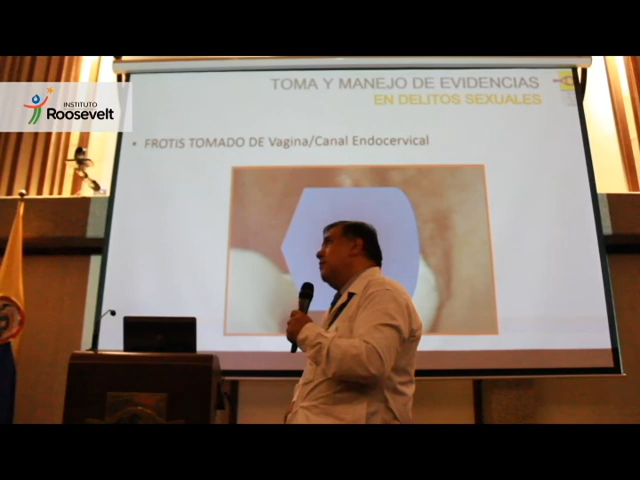 INSTITUTO
Roosevelt
TOMA Y MANEJO DE EVIDENCIAS
EN DELITOS SEXUALES
• FROTIS TOMADO DE Vagina/Canal Endocervical